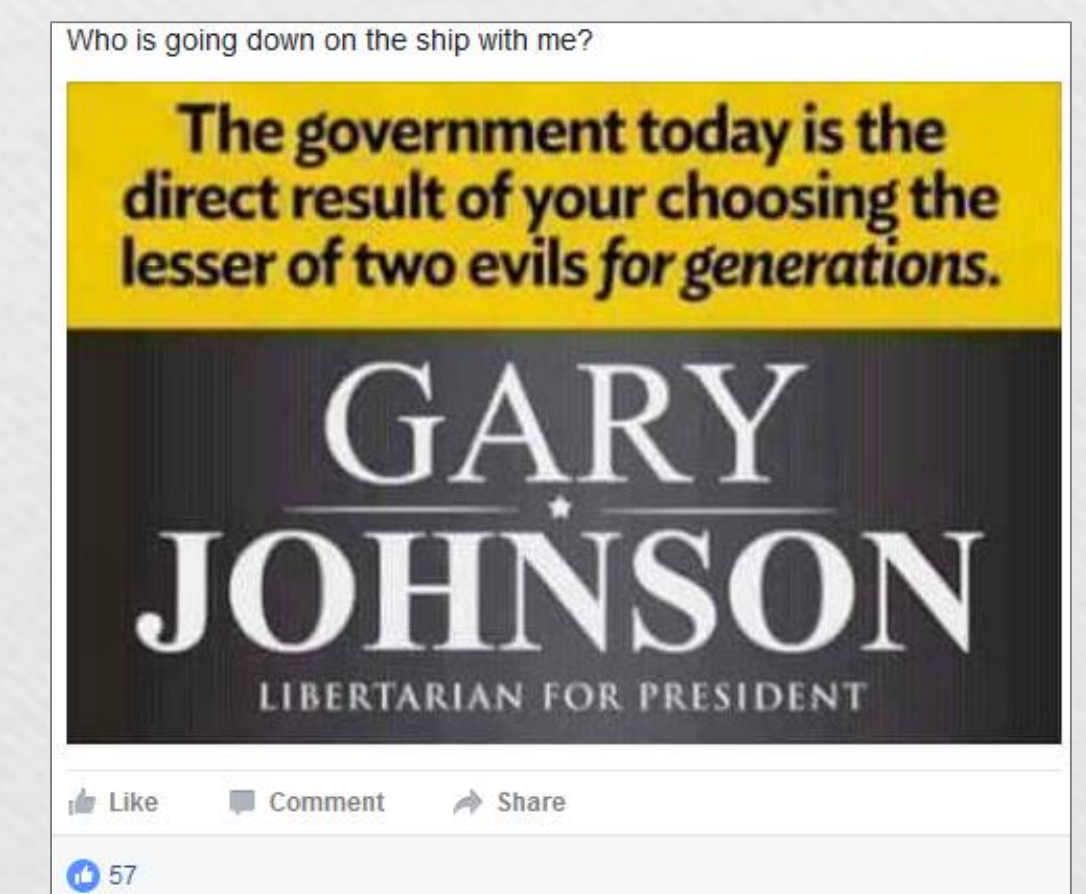 Who is going down on the ship with me?
The government today is the
direct result of your choosing the
lesser of two evils for generations.
GARY
JOHNSON
LIBERTARIAN FOR PRESIDENT
Like Comment Share
57